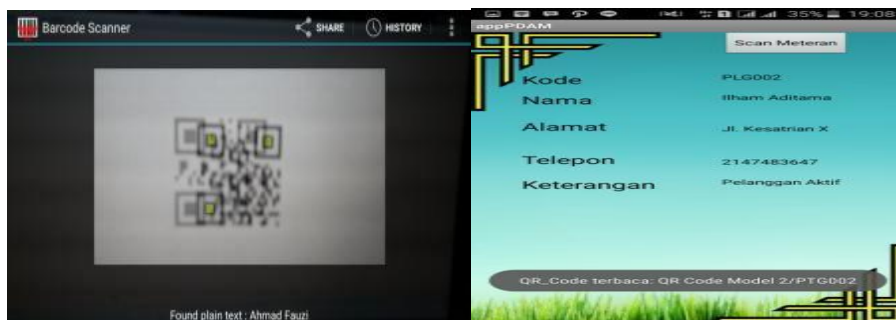 Barcode Scanner SHARE HISTORY
Found plain text : Ahmad Fauzi
35% 19:08
appPDAM
Scan Meteran
Kode PLG002
Nama Ilham Aditama
Alamat Jl. Kesatrian X
Telepon 2147483647
Keterangan Pelanggan Aktif
QR_Code terbaca: QR Code Model 2/PTG002